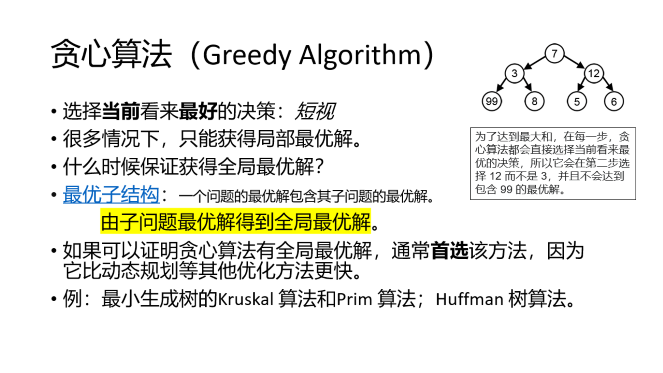 贪心算法（Greedy Algorithm）
• 选择当前看来最好的决策：短视
• 很多情况下，只能获得局部最优解。
• 什么时候保证获得全局最优解？
• 最优子结构：一个问题的最优解包含其子问题的最优解。
由子问题最优解得到全局最优解。
• 如果可以证明贪心算法有全局最优解，通常首选该方法，因为
它比动态规划等其他优化方法更快。
• 例：最小生成树的Kruskal 算法和Prim 算法；Huffman 树算法。
7
3 12
99 8 5 6
为了达到最大和，在每一步，贪
心算法都会直接选择当前看来最
优的决策，所以它会在第二步选
择 12 而不是 3，并且不会达到
包含 99 的最优解。